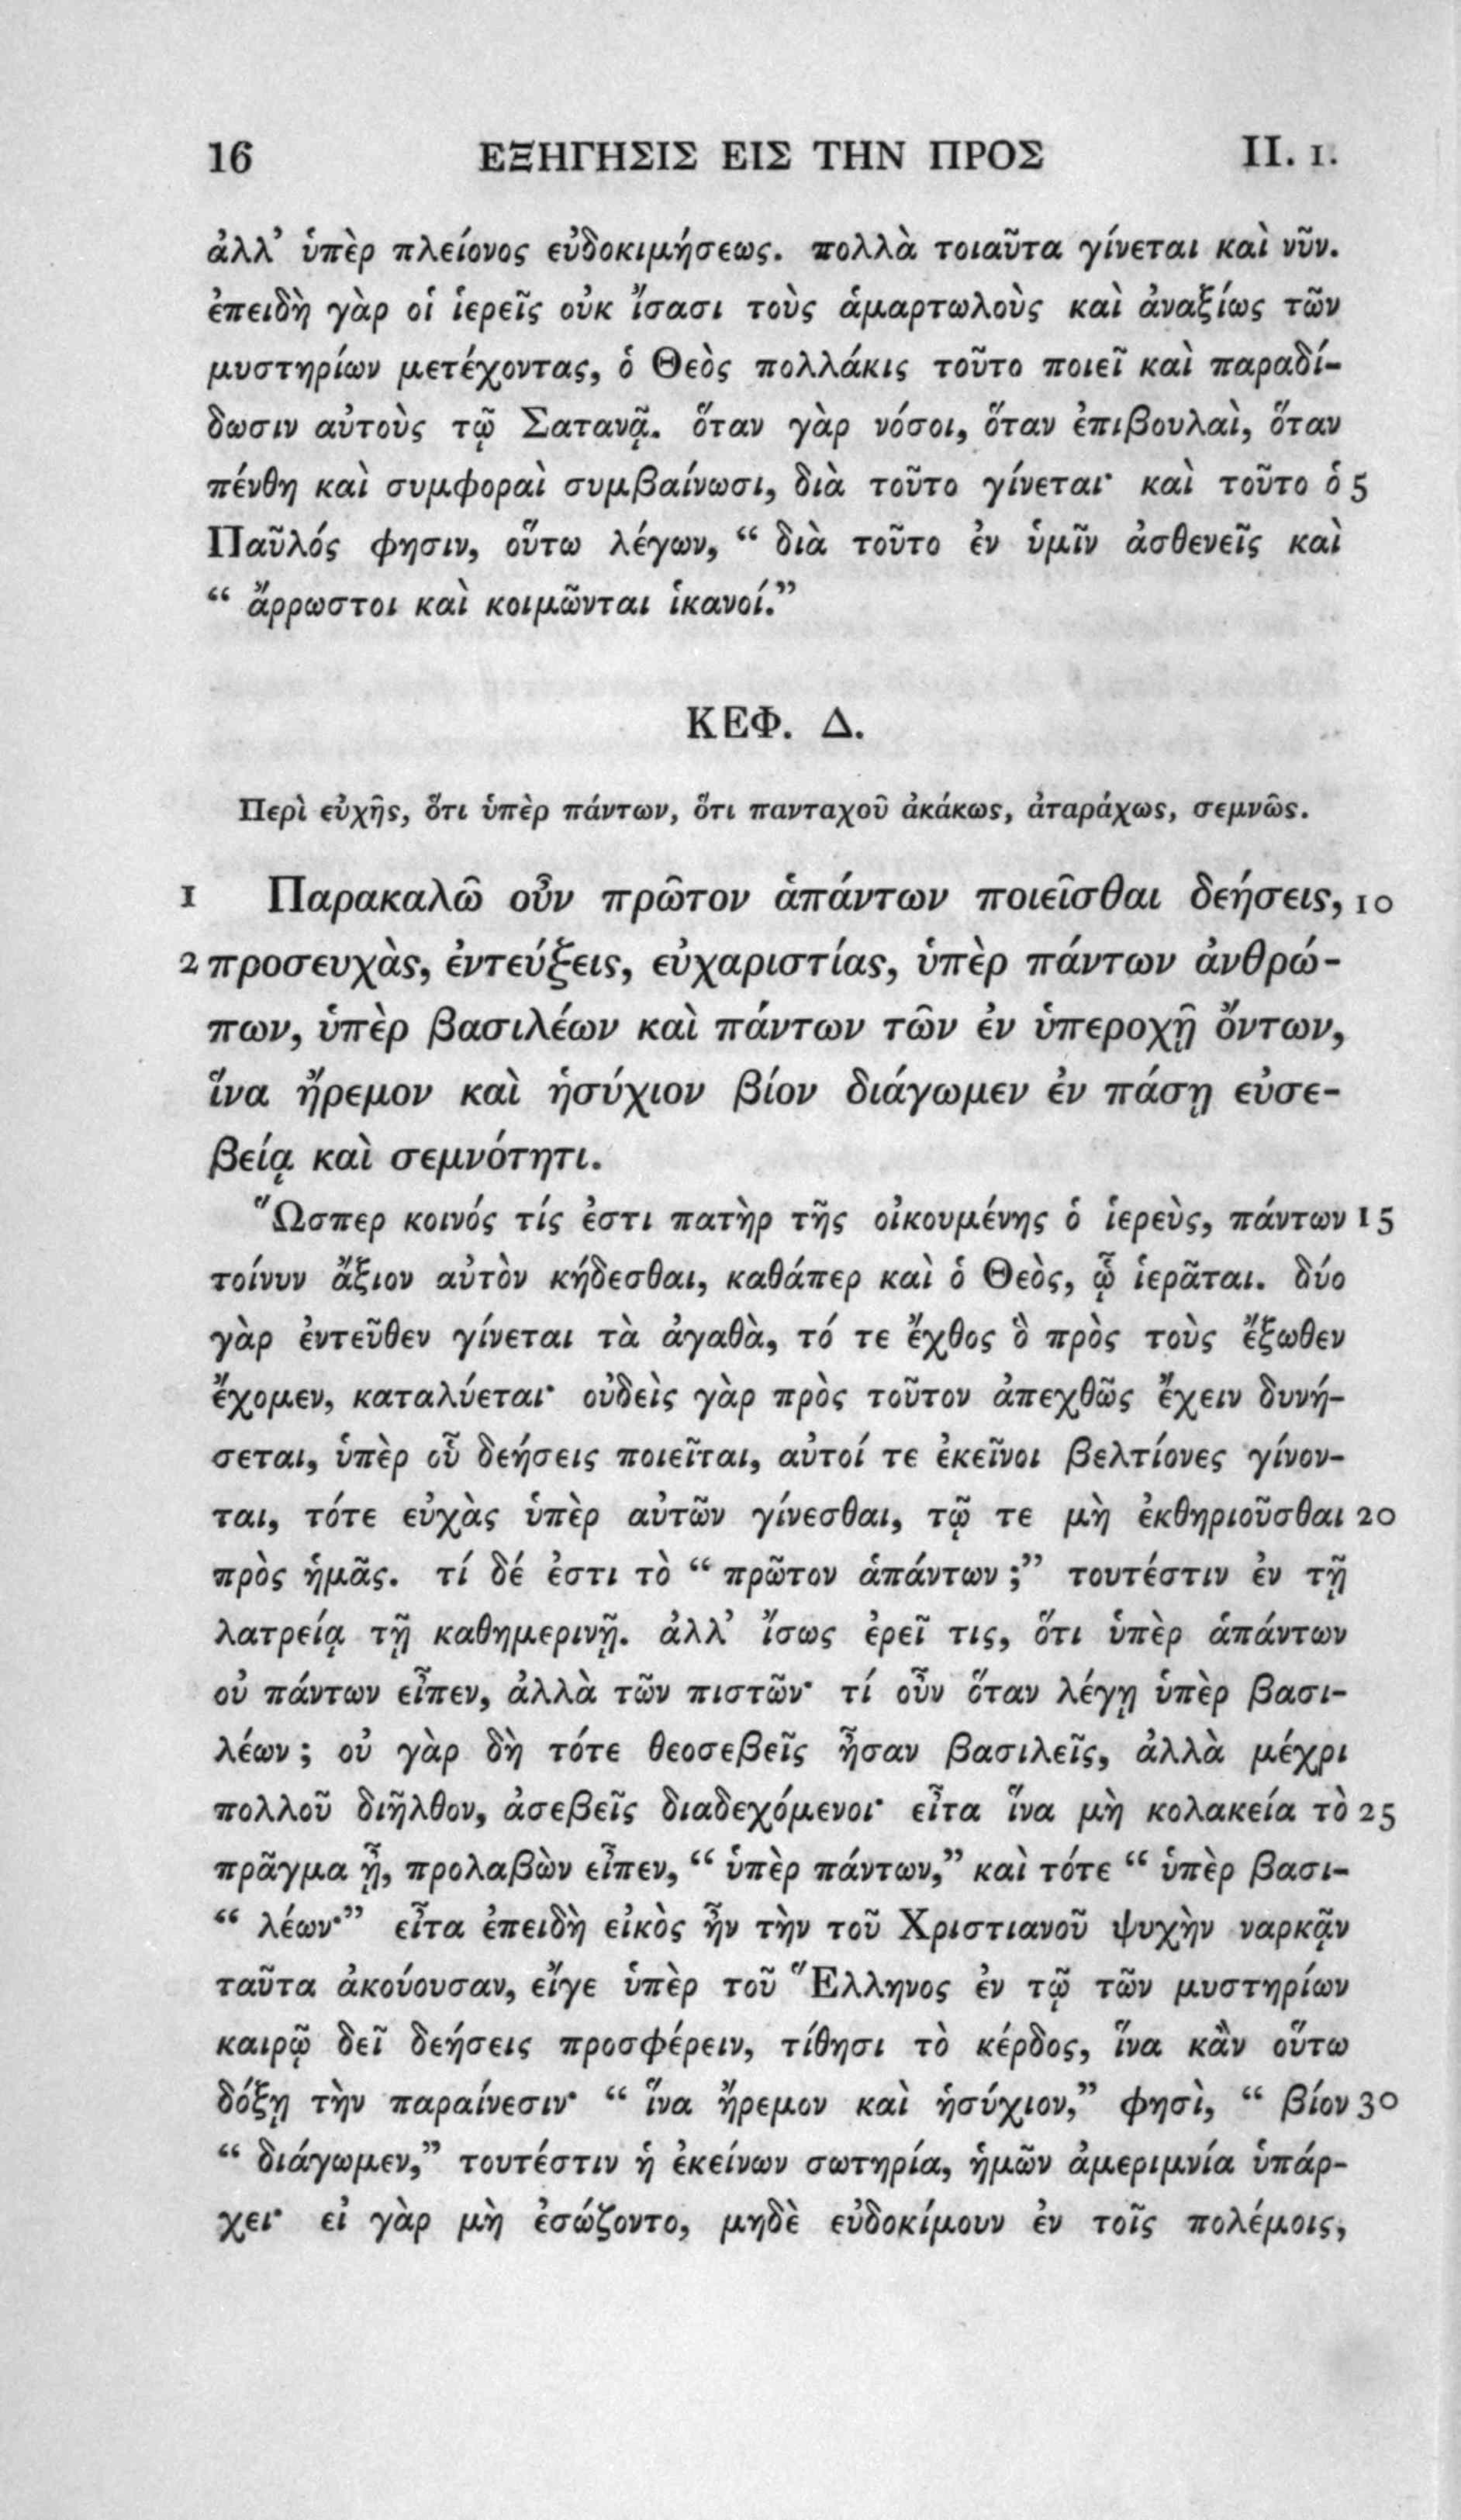 16 ΕΞΗΓΗΣΙΣ ΕΙΣ ΤΗΝ ΠΡΟΣ II. 1.
ἀλλ’ ὑπὲρ πλείονος εὐδοκιμήσεως. πολλὰ τοιαῦτα γίνεται καὶ νῦν.
ἐπειδὴ γὰρ οἱ ἱερεῖς οὐκ ἴσασι τοὺς ἁμαρτωλοὺς καὶ ἀναξίως τῶν
μυστηρίων μετέχοντας, ὁ Θεὸς πολλάκις τοῦτο ποιεῖ καὶ παραδί-
δωσιν αὐτοὺς τῷ Σατανᾷ. ὅταν γὰρ νόσοι, ὅταν ἐπιβουλαὶ, ὅταν
πένθη καὶ συμφοραὶ συμβαίνωσι, διὰ τοῦτο γίνεται· καὶ τοῦτο ὁ 5
Παῦλός φησιν, οὕτω λέγων, “ διὰ τοῦτο ἐν ὑμῖν ἀσθενεῖς καὶ
“ ἄρρωστοι καὶ κοιμῶνται ἱκανοί.”
ΚΕΦ. Δ.
Περὶ εὐχῆς, ὅτι ὑπὲρ πάντων, ὅτι πανταχοῦ ἀκάκως, ἀταράχως, σεμνῶς.
1 Παρακαλῶ οὖν πρῶτον ἁπάντων ποιεῖσθαι δεήσεις, 10
2 προσευχὰς, ἐντεύξεις, εὐχαριστίας, ὑπὲρ πάντων ἀνθρώ-
πων, ὑπὲρ βασιλέων καὶ πάντων τῶν ἐν ὑπεροχῇ ὄντων,
ἵνα ἤρεμον καὶ ἡσύχιον βίον διάγωμεν ἐν πάσῃ εὐσε-
βείᾳ καὶ σεμνότητι.
Ὥσπερ κοινός τίς ἐστι πατὴρ τῆς οἰκουμένης ὁ ἱερεὺς, πάντων 15
τοίνυν ἄξιον αὐτὸν κήδεσθαι, καθάπερ καὶ ὁ Θεὸς, ᾧ ἱερᾶται. δύο
γὰρ ἐντεῦθεν γίνεται τὰ ἀγαθὰ, τό τε ἔχθος ὃ πρὸς τοὺς ἔξωθεν
ἔχομεν, καταλύεται· οὐδεὶς γὰρ πρὸς τοῦτον ἀπεχθῶς ἔχειν δυνή-
σεται, ὑπὲρ οὗ δεήσεις ποιεῖται, αὐτοί τε ἐκεῖνοι βελτίονες γίνον-
ται, τότε εὐχὰς ὑπὲρ αὐτῶν γίνεσθαι, τῷ τε μὴ ἐκθηριοῦσθαι 20
πρὸς ἡμᾶς. τί δέ ἐστι τὸ “ πρῶτον ἁπάντων ;” τουτέστιν ἐν τῇ
λατρείᾳ τῇ καθημερινῇ. ἀλλ’ ἴσως ἐρεῖ τις, ὅτι ὑπὲρ ἁπάντων
οὐ πάντων εἶπεν, ἀλλὰ τῶν πιστῶν· τί οὖν ὅταν λέγῃ ὑπὲρ βασι-
λέων ; οὐ γὰρ δὴ τότε θεοσεβεῖς ἦσαν βασιλεῖς, ἀλλὰ μέχρι
πολλοῦ διῆλθον, ἀσεβεῖς διαδεχόμενοι· εἶτα ἵνα μὴ κολακεία τὸ 25
πρᾶγμα ᾖ, προλαβὼν εἶπεν, “ ὑπὲρ πάντων,” καὶ τότε “ ὑπὲρ βασι-
“ λέων·” εἶτα ἐπειδὴ εἰκὸς ἦν τὴν τοῦ Χριστιανοῦ ψυχὴν ναρκᾷν
ταῦτα ἀκούουσαν, εἴγε ὑπὲρ τοῦ Ἕλληνος ἐν τῷ τῶν μυστηρίων
καιρῷ δεῖ δεήσεις προσφέρειν, τίθησι τὸ κέρδος, ἵνα κἂν οὕτω
δόξῃ τὴν παραίνεσιν· “ ἵνα ἤρεμον καὶ ἡσύχιον,” φησὶ, “ βίον 30
“ διάγωμεν,” τουτέστιν ἡ ἐκείνων σωτηρία, ἡμῶν ἀμεριμνία ὑπάρ-
χει· εἰ γὰρ μὴ ἐσώζοντο, μηδὲ εὐδοκίμουν ἐν τοῖς πολέμοις,